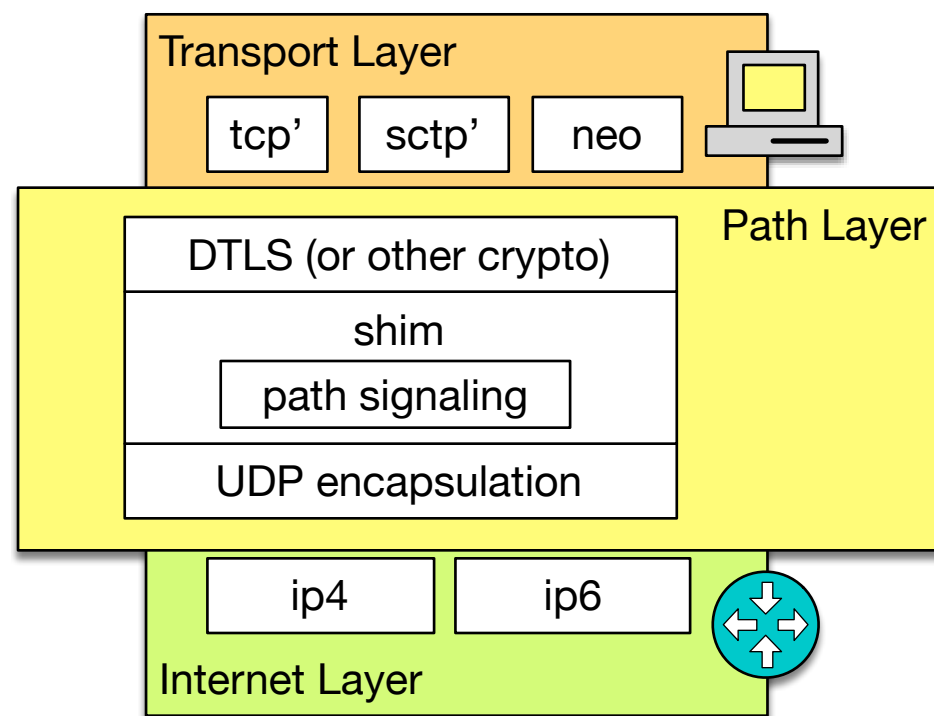 Transport Layer
tcp’ sctp’ neo
Path Layer
DTLS (or other crypto)
shim
path signaling
UDP encapsulation
ip4 ip6
Internet Layer